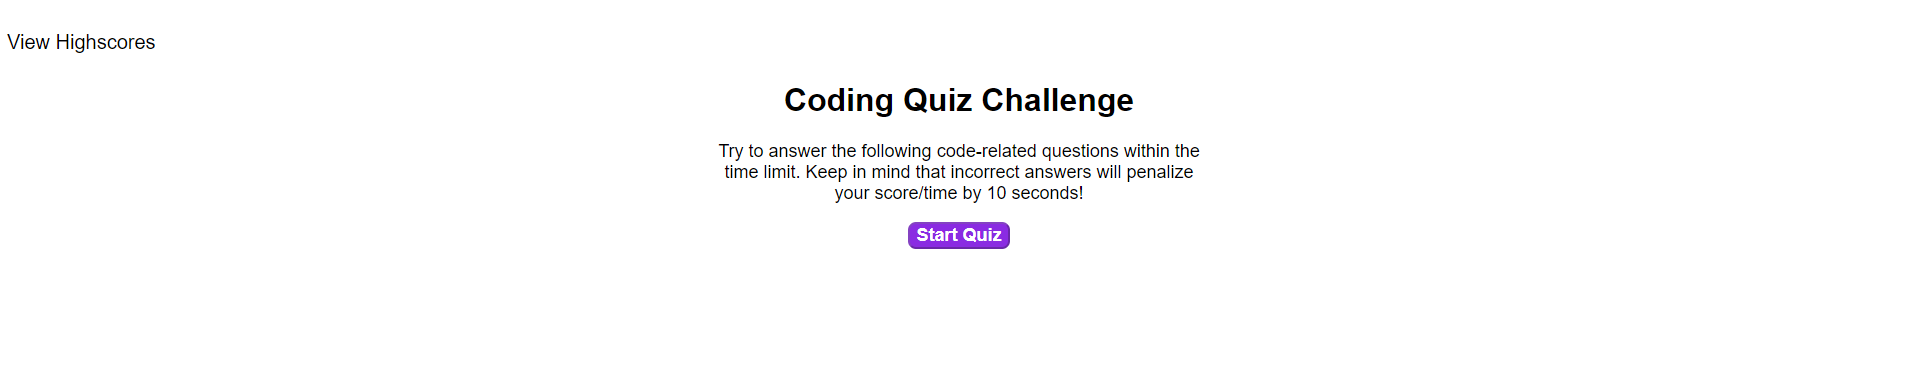 View Highscores
Coding Quiz Challenge
Try to answer the following code-related questions within the
time limit. Keep in mind that incorrect answers will penalize
your score/time by 10 seconds!
Start Quiz